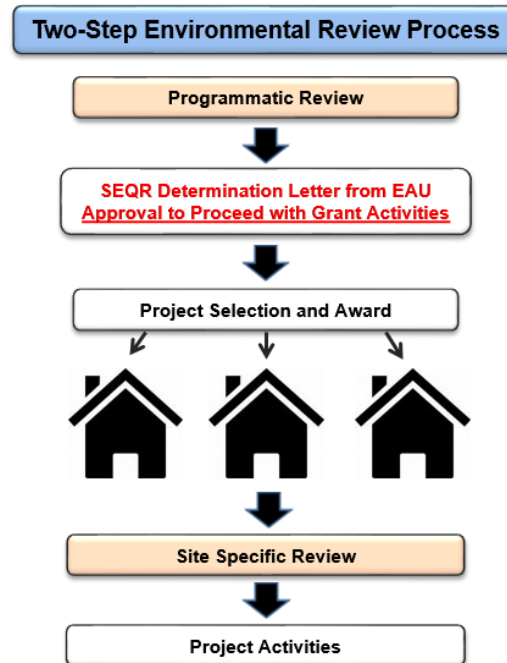 Two-Step Environmental Review Process
Programmatic Review
SEQR Determination Letter from EAU
Approval to Proceed with Grant Activities
Project Selection and Award
Site Specific Review
Project Activities